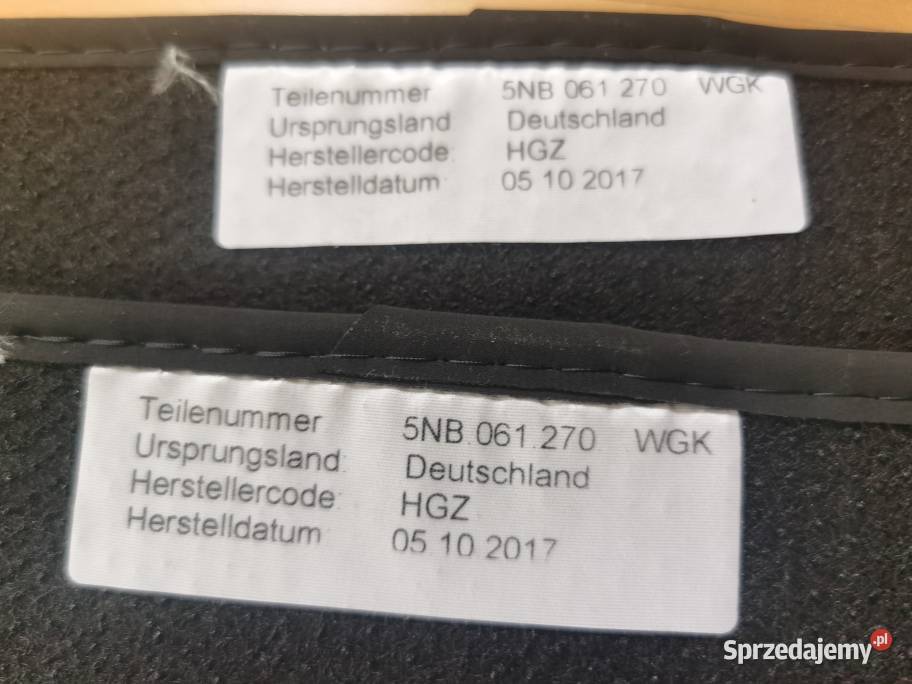 Teilenummer 5NB 061 270 WGK
Ursprungsland Deutschland
Herstellercode: HGZ
Herstelldatum 05 10 2017
Teilenummer 5NB.061.270 WGK
Ursprungsland: Deutschland
Herstellercode: HGZ
Herstelldatum 05 10 2017
Sprzedajemy.pl